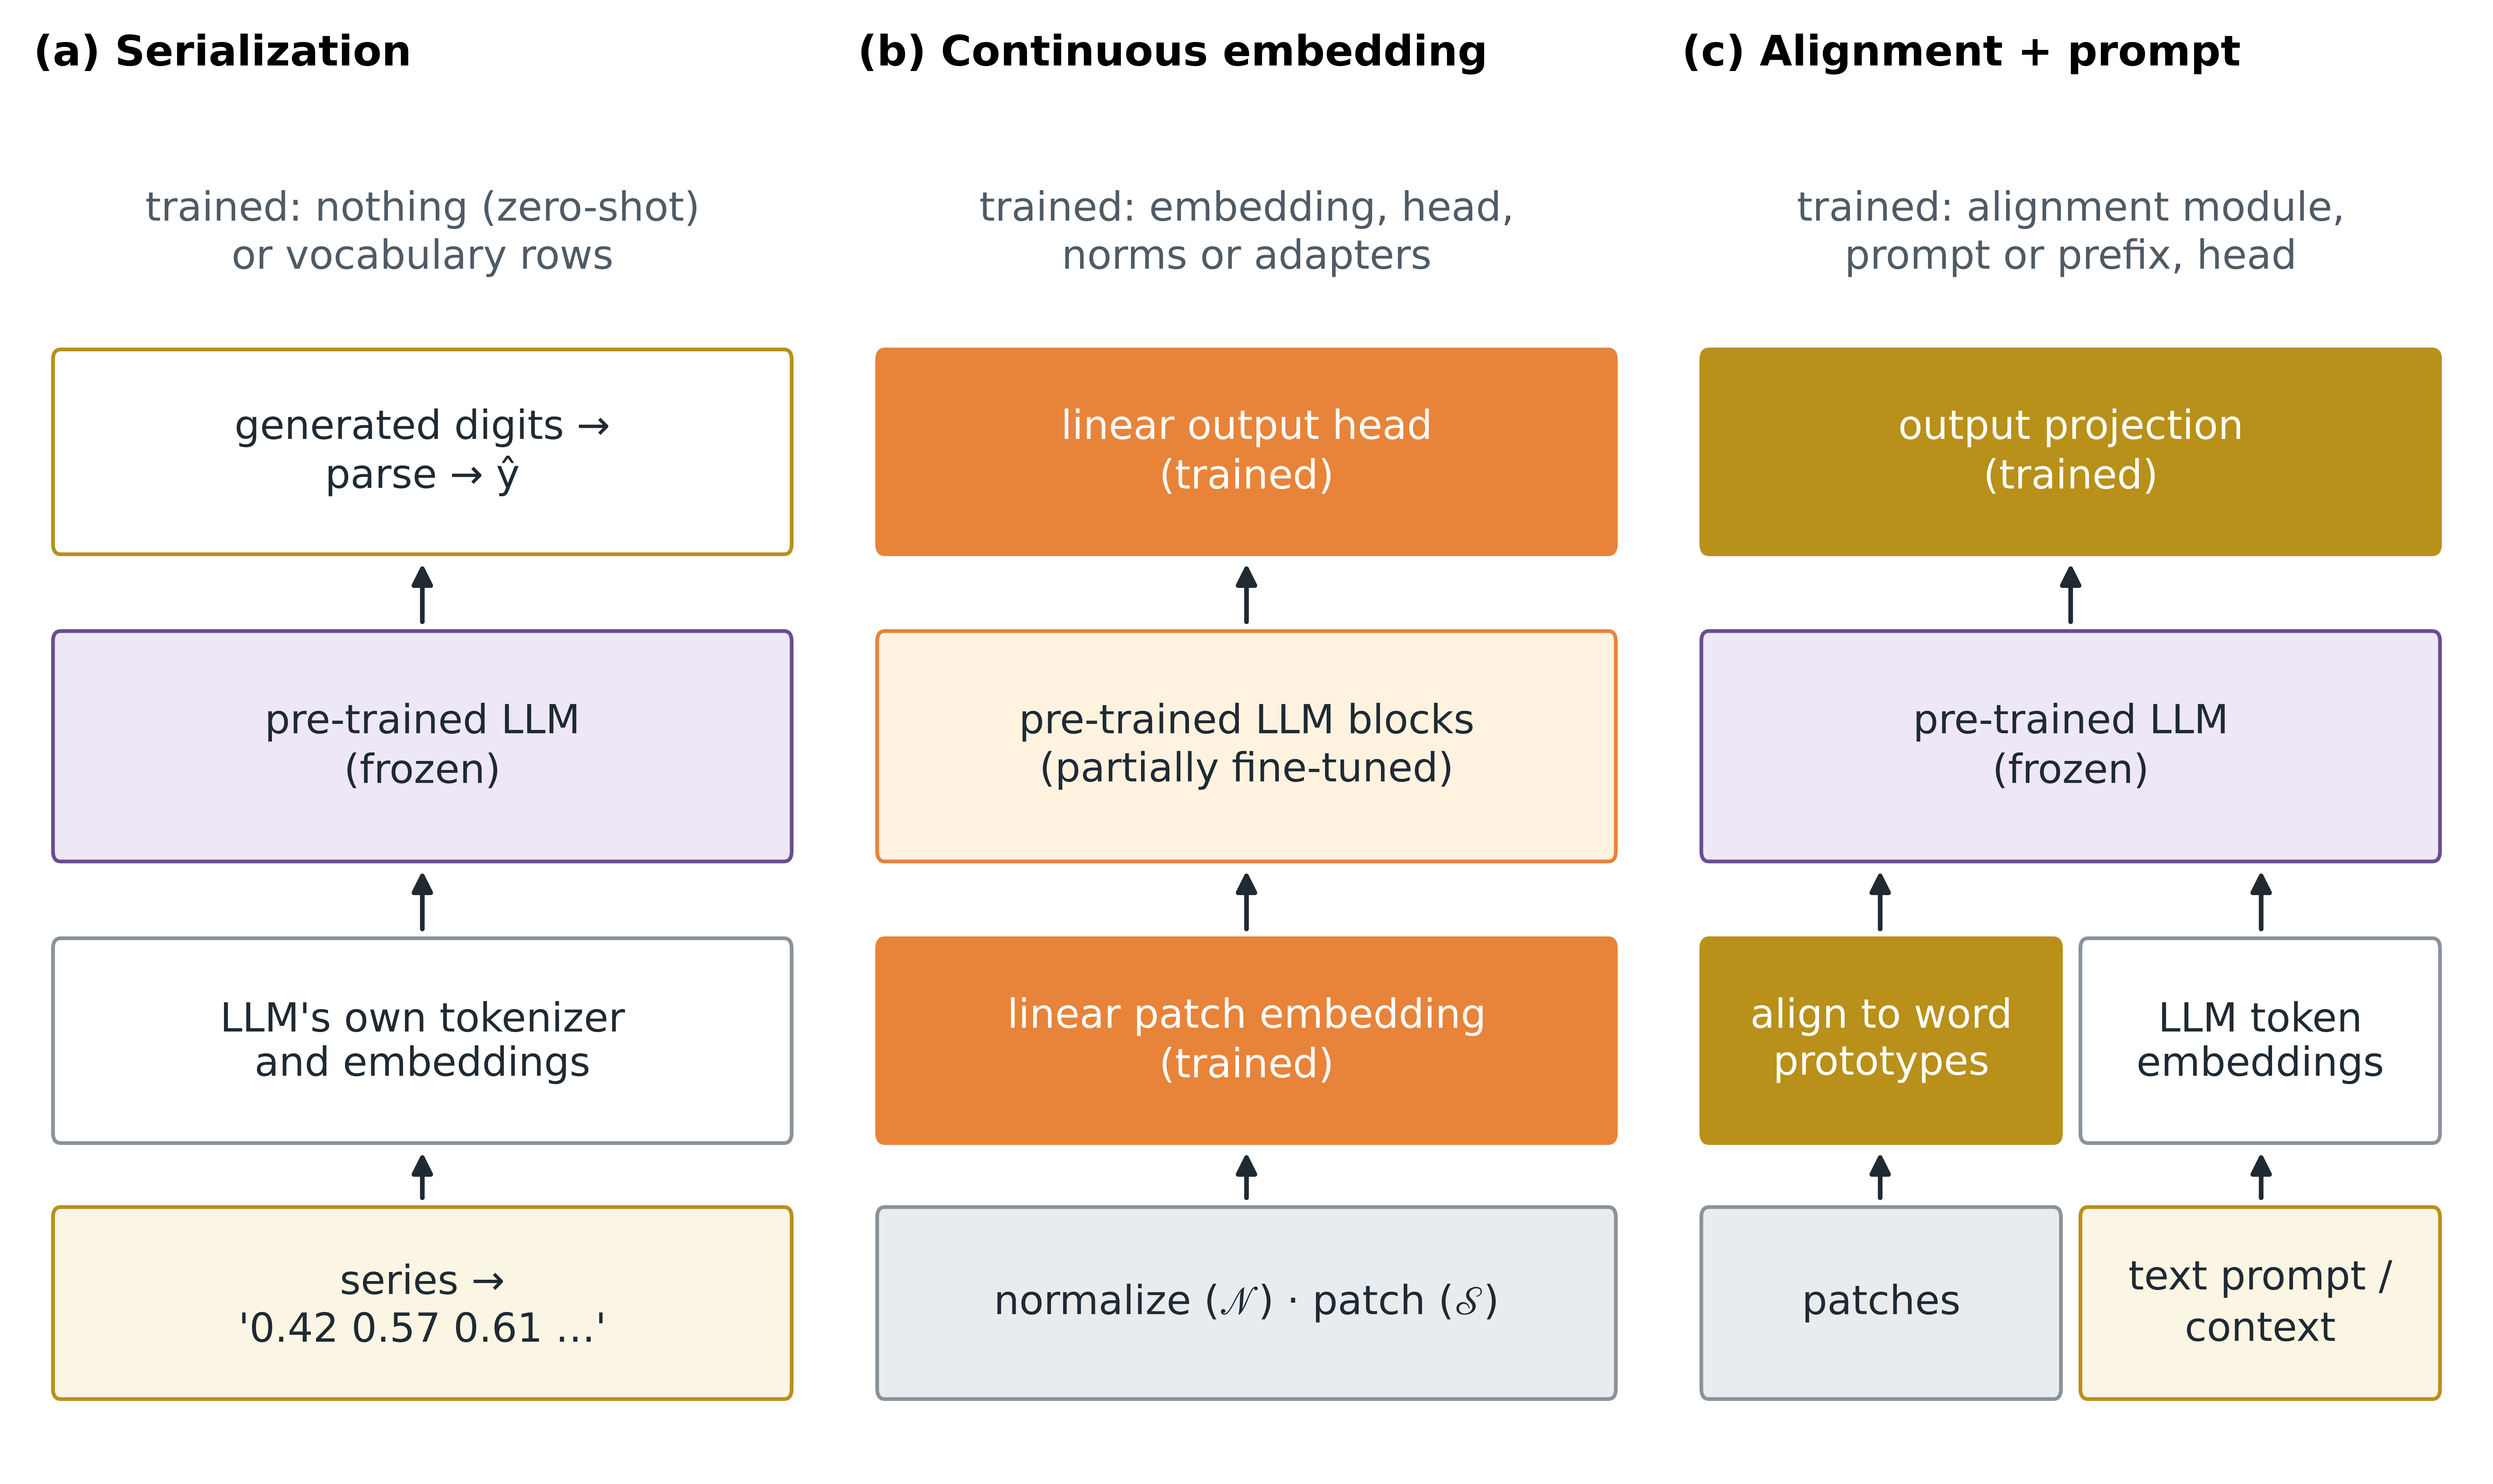 (a) Serialization
trained: nothing (zero-shot)
or vocabulary rows
generated digits →
parse → ŷ
pre-trained LLM
(frozen)
LLM's own tokenizer
and embeddings
series →
'0.42 0.57 0.61 ...'
(b) Continuous embedding
trained: embedding, head,
norms or adapters
linear output head
(trained)
pre-trained LLM blocks
(partially fine-tuned)
linear patch embedding
(trained)
normalize (𝒩) · patch (𝒮)
(c) Alignment + prompt
trained: alignment module,
prompt or prefix, head
output projection
(trained)
pre-trained LLM
(frozen)
align to word
prototypes
LLM token
embeddings
patches
text prompt /
context